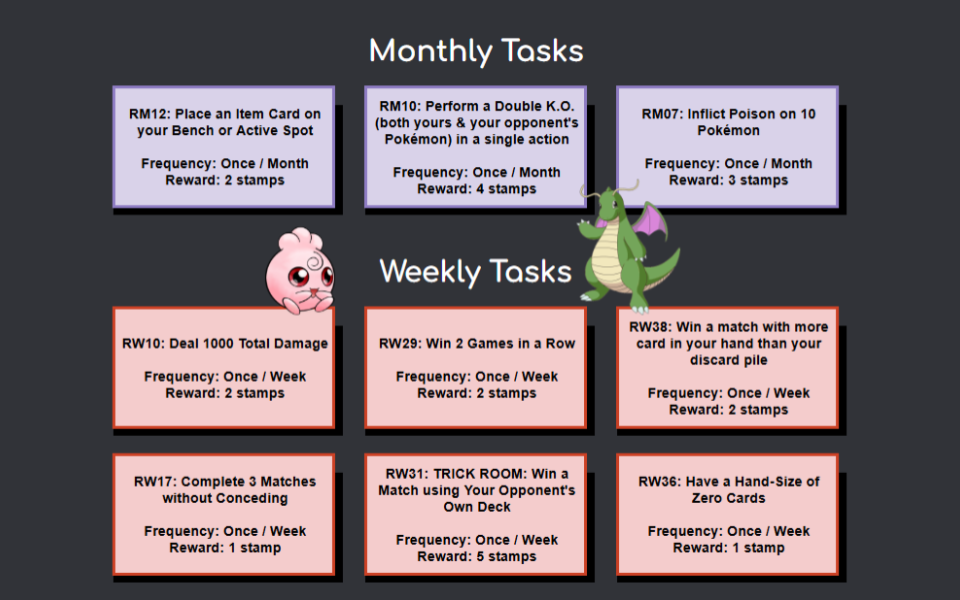 Monthly Tasks
RM12: Place an Item Card on
your Bench or Active Spot
Frequency: Once / Month
Reward: 2 stamps
RM10: Perform a Double K.O.
(both yours & your opponent's
Pokémon) in a single action
Frequency: Once / Month
Reward: 4 stamps
RM07: Inflict Poison on 10
Pokémon
Frequency: Once / Month
Reward: 3 stamps
Weekly Tasks
RW10: Deal 1000 Total Damage
Frequency: Once / Week
Reward: 2 stamps
RW29: Win 2 Games in a Row
Frequency: Once / Week
Reward: 2 stamps
RW38: Win a match with more
card in your hand than your
discard pile
Frequency: Once / Week
Reward: 2 stamps
RW17: Complete 3 Matches
without Conceding
Frequency: Once / Week
Reward: 1 stamp
RW31: TRICK ROOM: Win a
Match using Your Opponent's
Own Deck
Frequency: Once / Week
Reward: 5 stamps
RW36: Have a Hand-Size of
Zero Cards
Frequency: Once / Week
Reward: 1 stamp